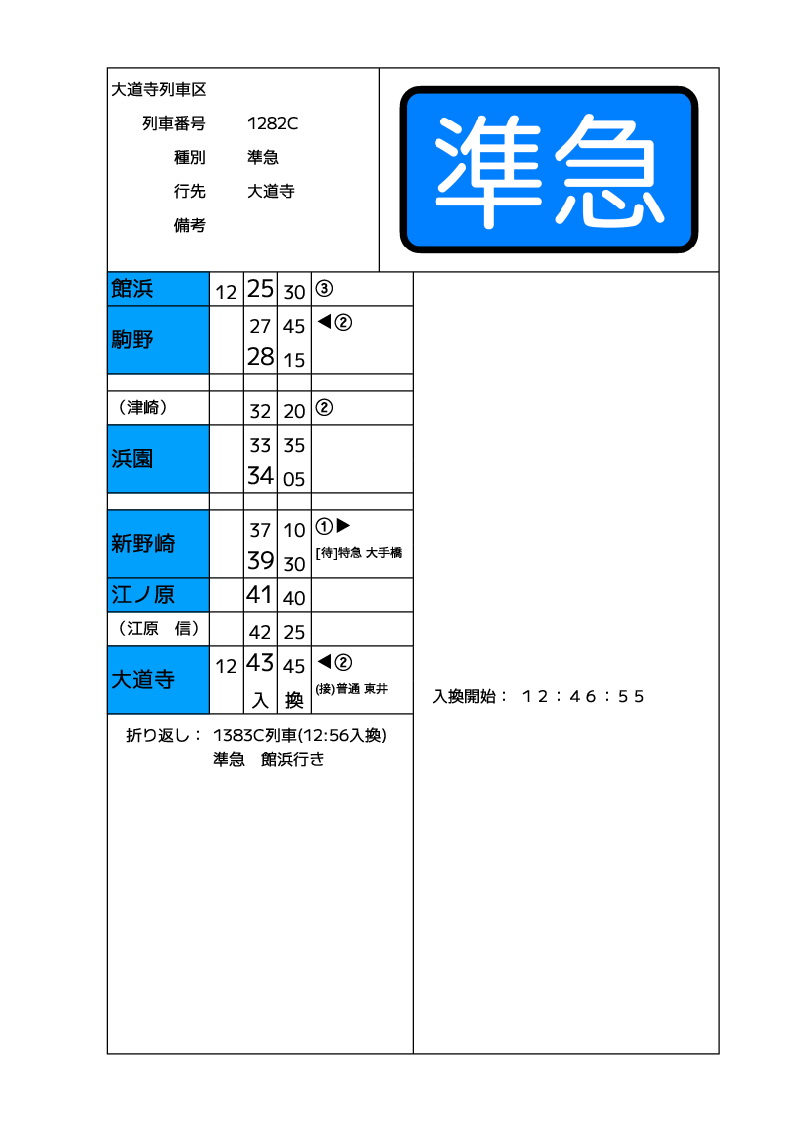 大道寺列車区
列車番号 1282C
種別 準急
行先 大道寺
備考
準急
館浜 12 25 30 ③
駒野 27 45 ◀②
28 15
（津崎） 32 20 ②
浜園 33 35
34 05
新野崎 37 10 ①▶
39 30 [待]特急 大手橋
江ノ原 41 40
（江原　信） 42 25
大道寺 12 43 45 ◀②
入 換 (接)普通 東井
入換開始： １２：４６：５５
折り返し： 1383C列車(12:56入換)
準急　館浜行き